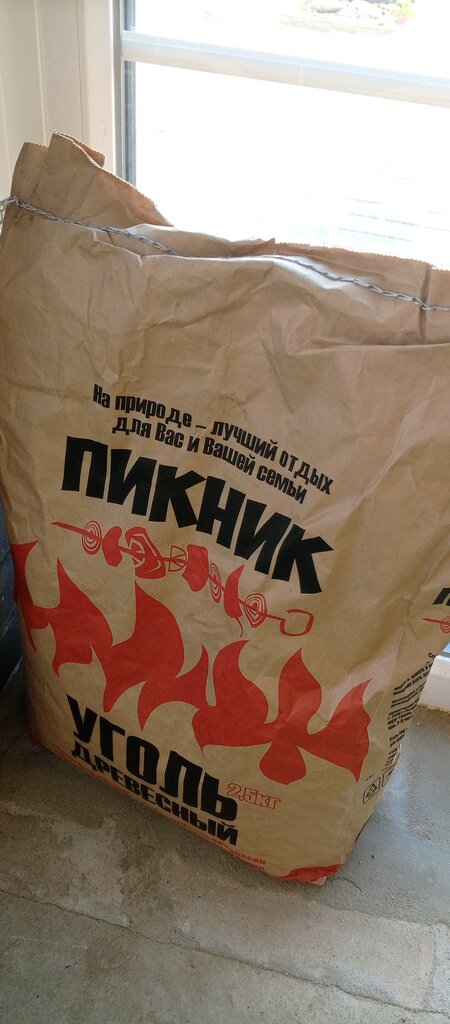 На природе – лучший отдых
для Вас и Вашей семьи
ПИКНИК
УГОЛЬ
2,5кг
ДРЕВЕСНЫЙ